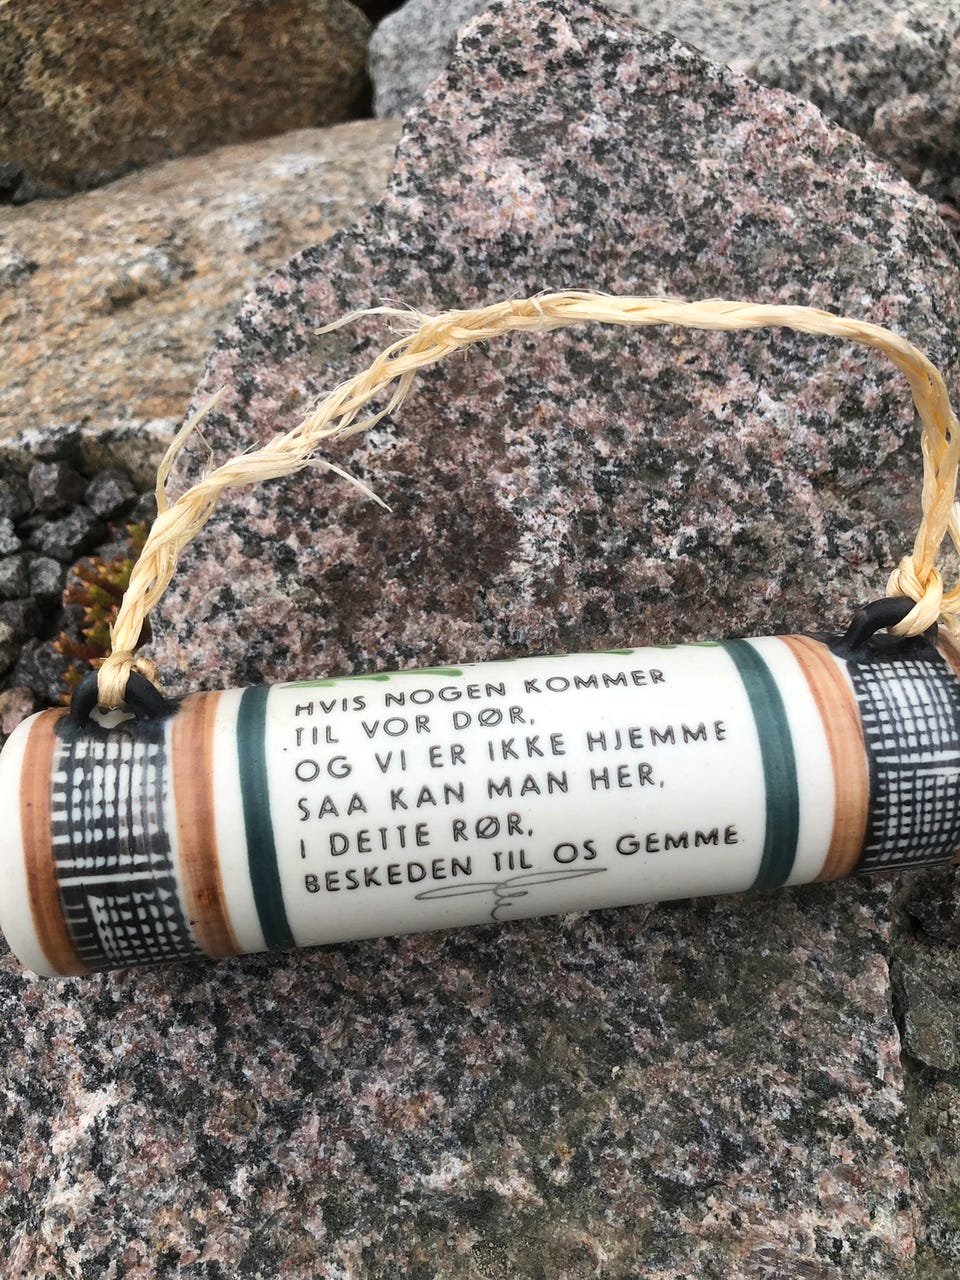 HVIS NOGEN KOMMER
TIL VOR DØR,
OG VI ER IKKE HJEMME
SAA KAN MAN HER,
I DETTE RØR,
BESKEDEN TIL OS GEMME